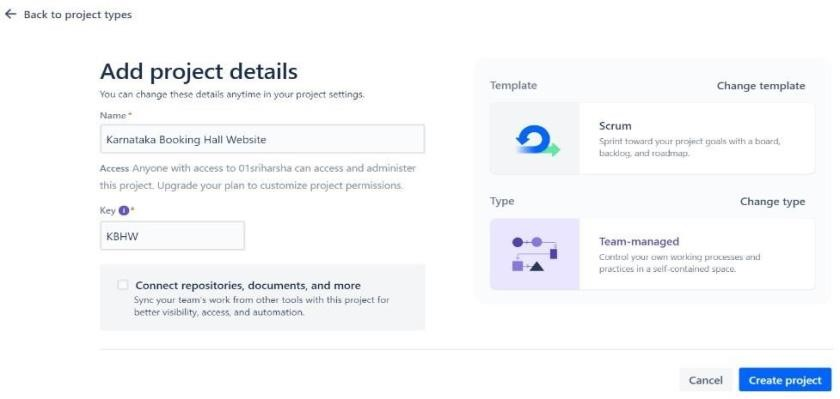 ← Back to project types
Add project details
You can change these details anytime in your project settings.
Name *
Karnataka Booking Hall Website
Access Anyone with access to 01sriharsha can access and administer
this project. Upgrade your plan to customize project permissions.
Key i *
KBHW
Connect repositories, documents, and more
Sync your team's work from other tools with this project for
better visibility, access, and automation.
Template Change template
Scrum
Sprint toward your project goals with a board,
backlog, and roadmap.
Type Change type
Team-managed
Control your own working processes and
practices in a self-contained space.
Cancel Create project